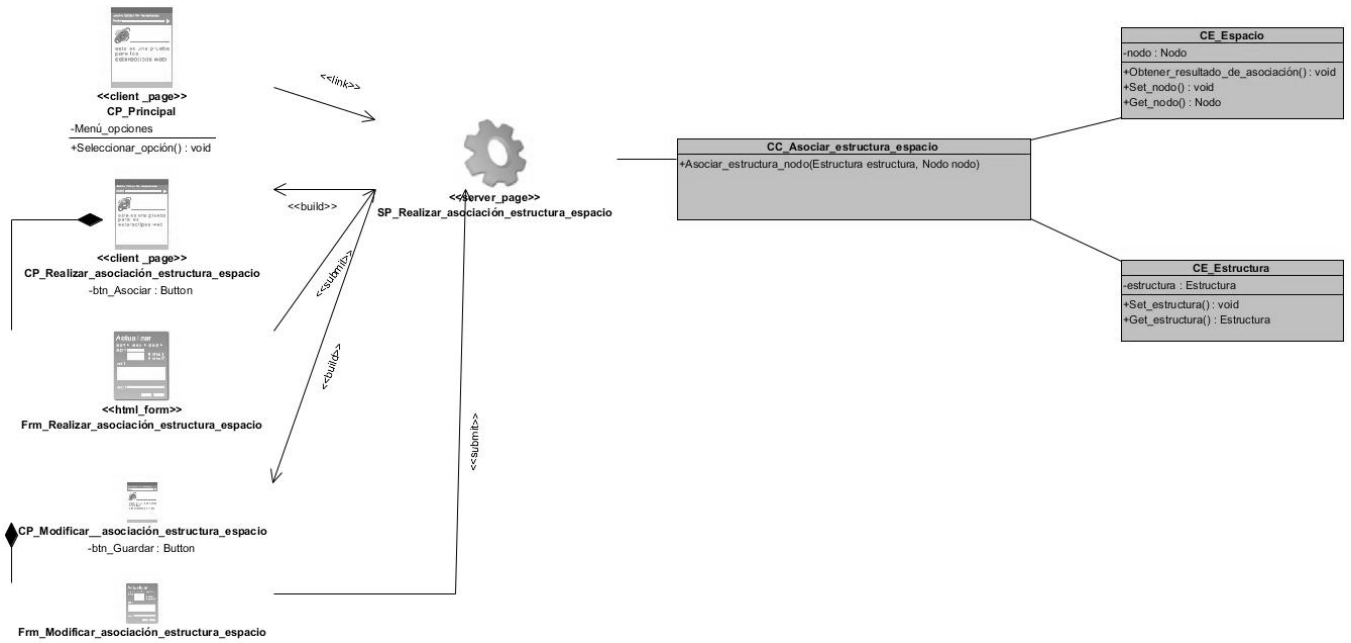 <<client _page>>
CP_Principal
-Menú_opciones
+Seleccionar_opción() : void
<<link>>
<<client _page>>
CP_Realizar_asociación_estructura_espacio
-btn_Asociar : Button
<<build>>
<<submit>>
<<build>>
<<submit>>
<<html_form>>
Frm_Realizar_asociación_estructura_espacio
CP_Modificar__asociación_estructura_espacio
-btn_Guardar : Button
Frm_Modificar_asociación_estructura_espacio
<<server_page>>
SP_Realizar_asociación_estructura_espacio
CC_Asociar_estructura_espacio
+Asociar_estructura_nodo(Estructura estructura, Nodo nodo)
CE_Espacio
-nodo : Nodo
+Obtener_resultado_de_asociación() : void
+Set_nodo() : void
+Get_nodo() : Nodo
CE_Estructura
-estructura : Estructura
+Set_estructura() : void
+Get_estructura() : Estructura